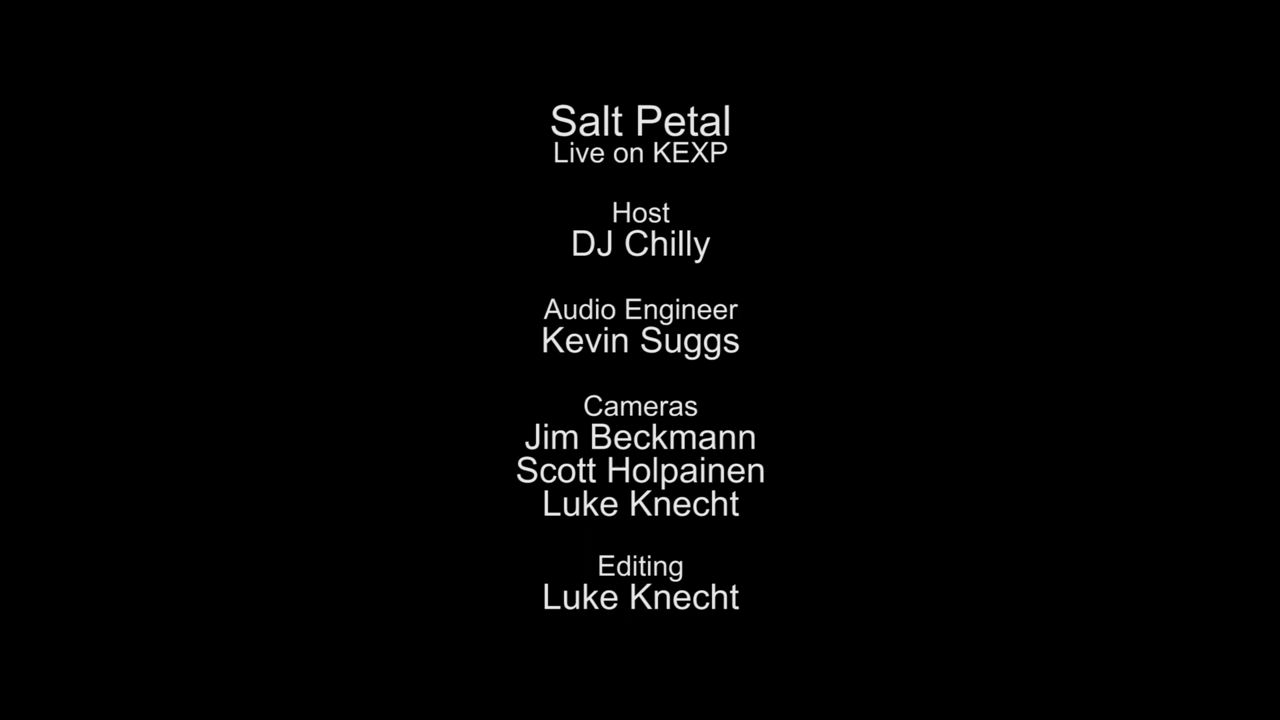 Salt Petal
Live on KEXP
Host
DJ Chilly
Audio Engineer
Kevin Suggs
Cameras
Jim Beckmann
Scott Holpainen
Luke Knecht
Editing
Luke Knecht